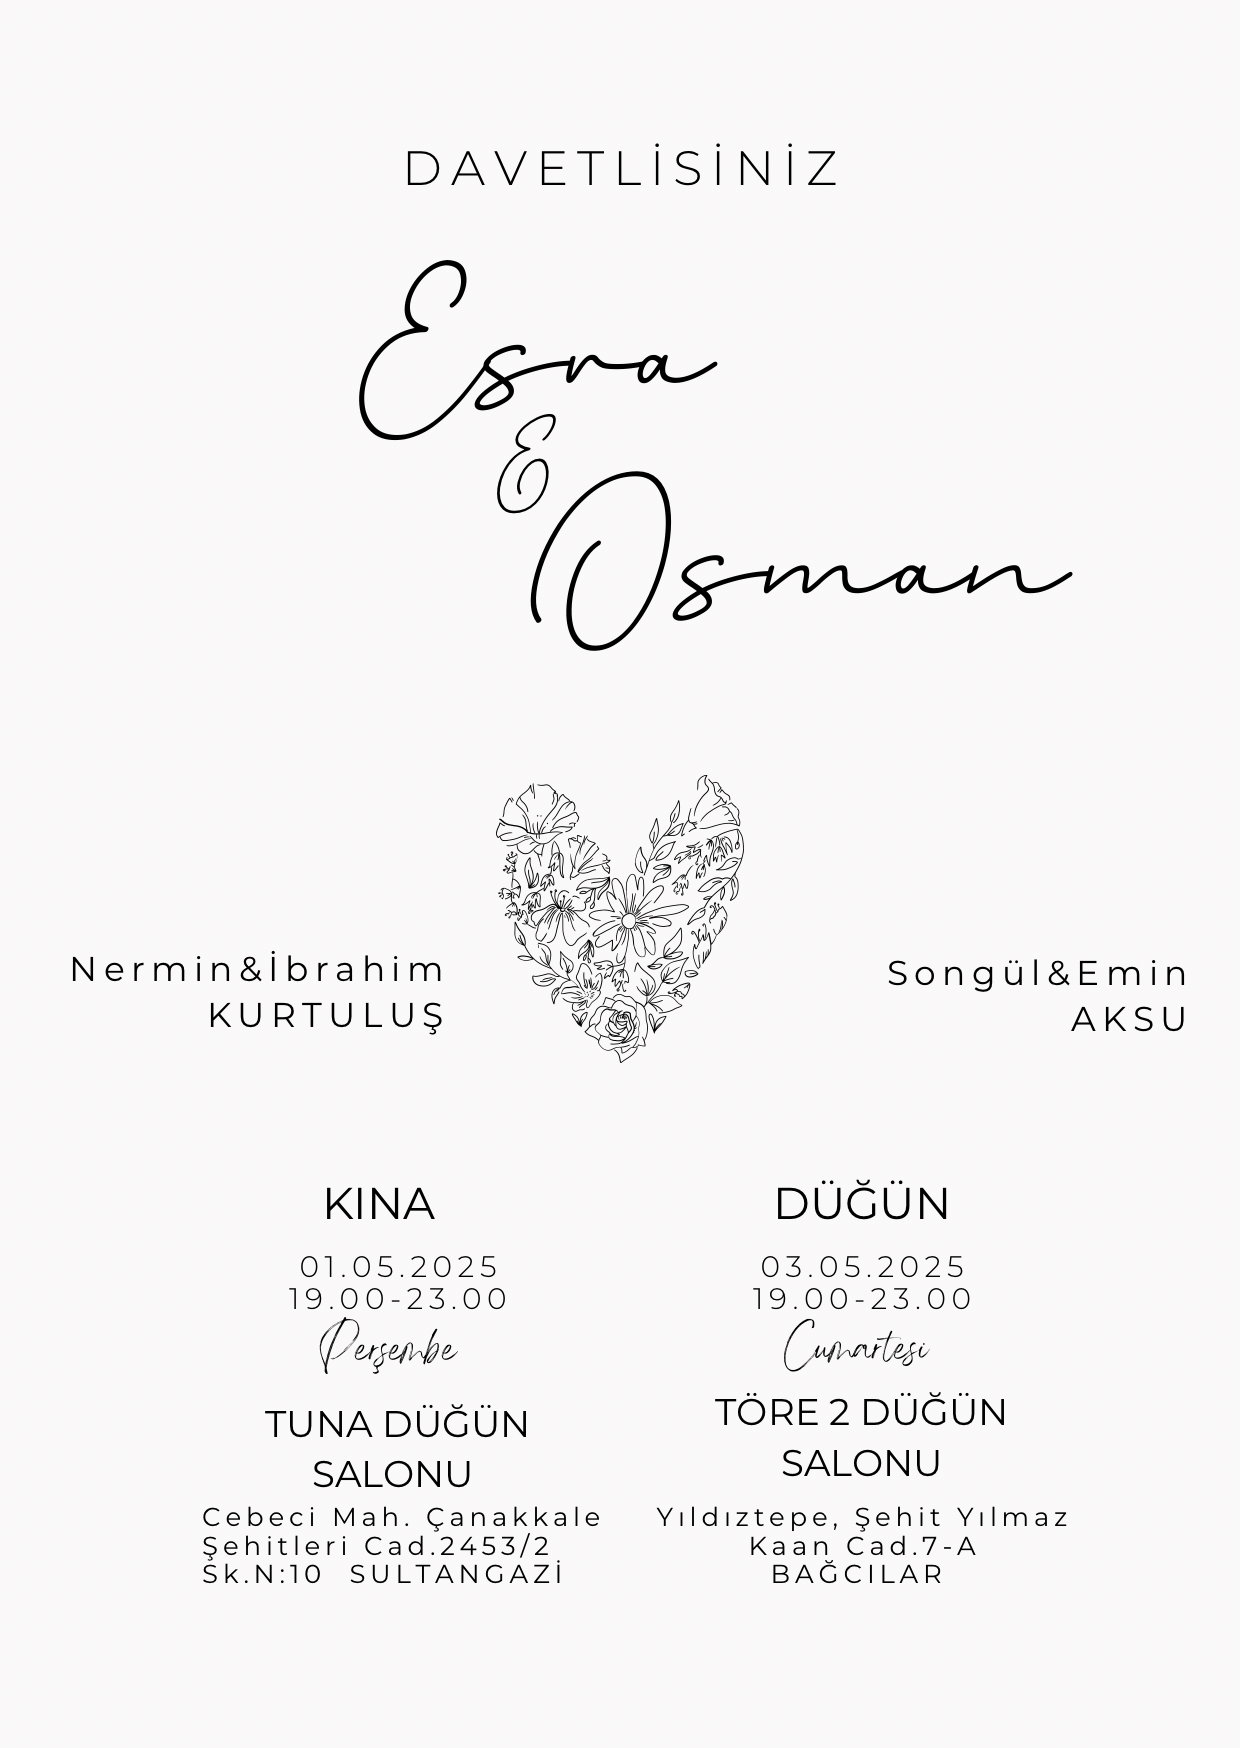 DAVETLİSİNİZ
Esra
&
Osman
Nermin&İbrahim
KURTULUŞ
Songül&Emin
AKSU
KINA
01.05.2025
19.00-23.00
Perşembe
TUNA DÜĞÜN
SALONU
Cebeci Mah. Çanakkale
Şehitleri Cad.2453/2
Sk.N:10 SULTANGAZİ
DÜĞÜN
03.05.2025
19.00-23.00
Cumartesi
TÖRE 2 DÜĞÜN
SALONU
Yıldıztepe, Şehit Yılmaz
Kaan Cad.7-A
BAĞCILAR